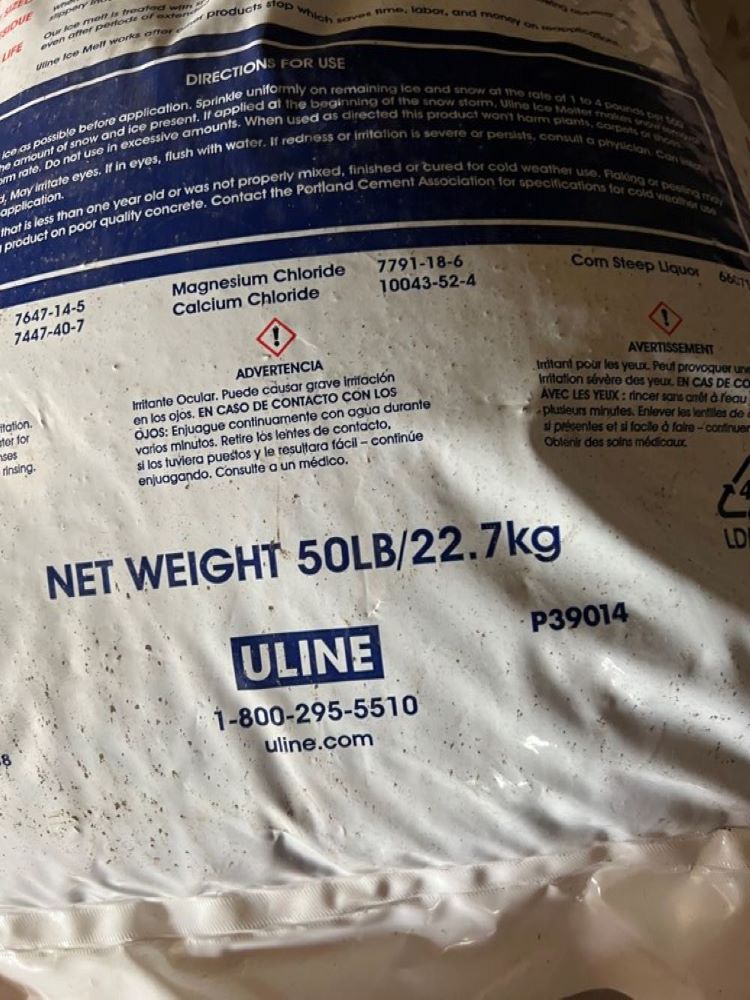 SIZED
SIDUE
LIFE
slippery
Our ice melt is treated with
even after periods of
Uline Ice Melt works after products stop which saves time, labor, and money on
DIRECTIONS FOR USE
ice as possible before application. Sprinkle uniformly on remaining ice and snow at the rate of 1 to 4 pounds per
amount of snow and ice present. If applied at the beginning of the snow storm, Uline Ice Melter makes snow
rate. Do not use in excessive amounts. When used as directed this product won't harm plants, carpets or
May irritate eyes. If in eyes, flush with water. If redness or irritation is severe or persists, consult a physician.
application.
that is less than one year old or was not properly mixed, finished or cured for cold weather use. Flaking or peeling may
product on poor quality concrete. Contact the Portland Cement Association for specifications for cold weather use
7647-14-5 Magnesium Chloride 7791-18-6 Corn Steep Liquor
7447-40-7 Calcium Chloride 10043-52-4
ADVERTENCIA
Irritante Ocular. Puede causar grave irritación
en los ojos. EN CASO DE CONTACTO CON LOS
OJOS: Enjuague continuamente con agua durante
varios minutos. Retire los lentes de contacto,
si los tuviera puestos y le resultara fácil – continúe
enjuagando. Consulte a un médico.
AVERTISSEMENT
Irritant pour les yeux. Peut provoquer une
irritation sévère des yeux. EN CAS DE CO
AVEC LES YEUX : rincer sans arrêt à l'eau
plusieurs minutes. Enlever les lentilles de
si présentes et si facile à faire – continuer
Obtenir des soins médicaux.
rinsing.
4
LD
NET WEIGHT 50LB/22.7kg
P39014
ULINE
1-800-295-5510
uline.com